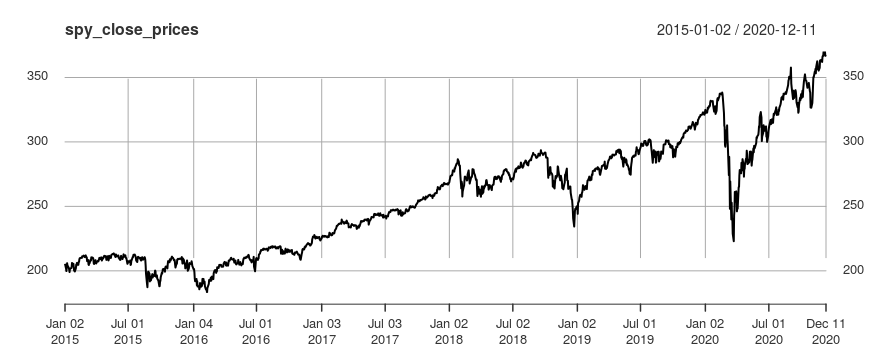 spy_close_prices 2015-01-02 / 2020-12-11
350 350
300 300
250 250
200 200
Jan 02 Jul 01 Jan 04 Jul 01 Jan 03 Jul 03 Jan 02 Jul 02 Jan 02 Jul 01 Jan 02 Jul 01 Dec 11
2015 2015 2016 2016 2017 2017 2018 2018 2019 2019 2020 2020 2020